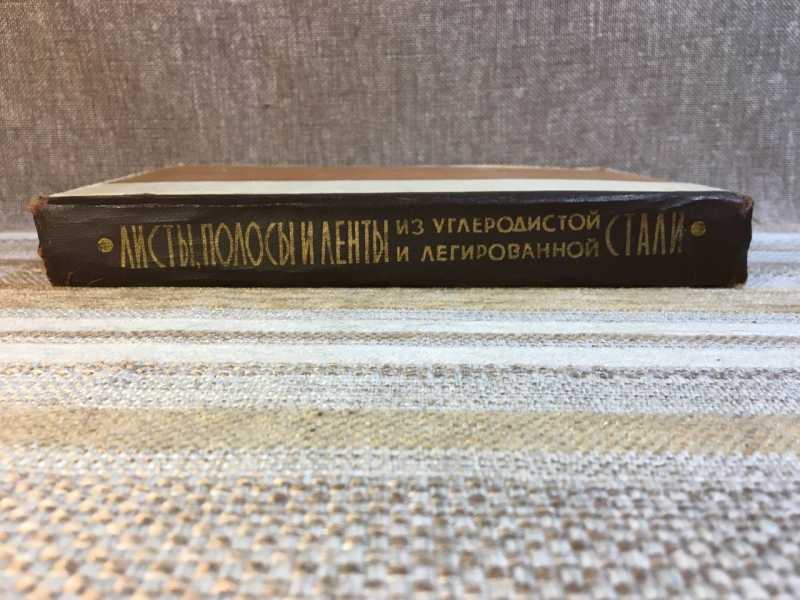 • ЛИСТЫ, ПОЛОСЫ И ЛЕНТЫ ИЗ УГЛЕРОДИСТОЙ
И ЛЕГИРОВАННОЙ СТАЛИ •